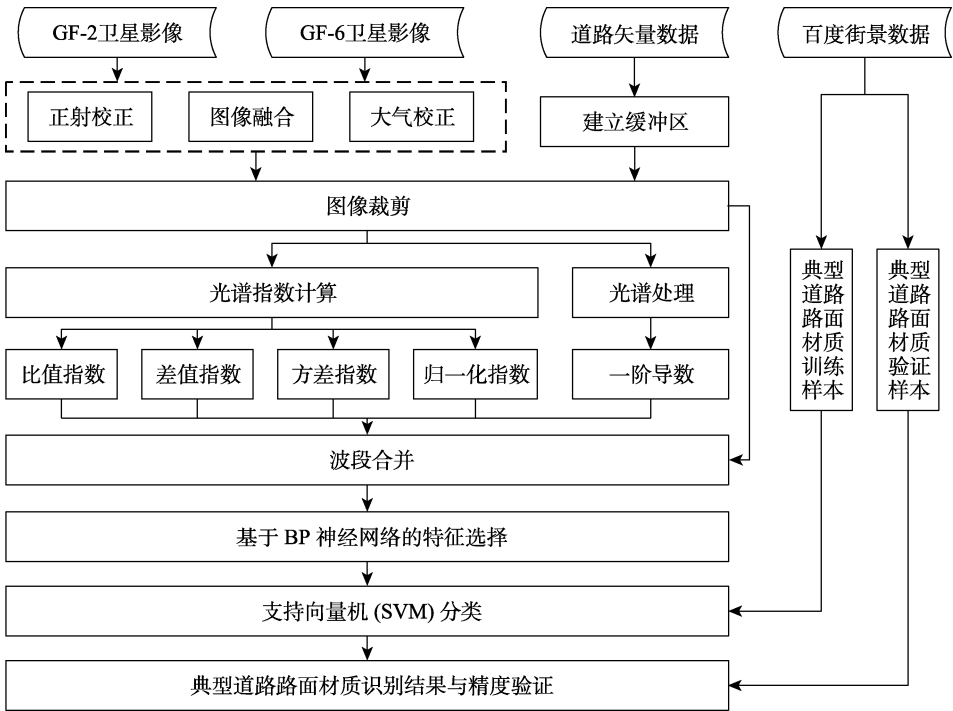 GF-2卫星影像
GF-6卫星影像
道路矢量数据
百度街景数据
正射校正
图像融合
大气校正
建立缓冲区
图像裁剪
光谱指数计算
光谱处理
典型
道路
路面
材质
训练
样本
典型
道路
路面
材质
验证
样本
比值指数
差值指数
方差指数
归一化指数
一阶导数
波段合并
基于 BP 神经网络的特征选择
支持向量机 (SVM) 分类
典型道路路面材质识别结果与精度验证